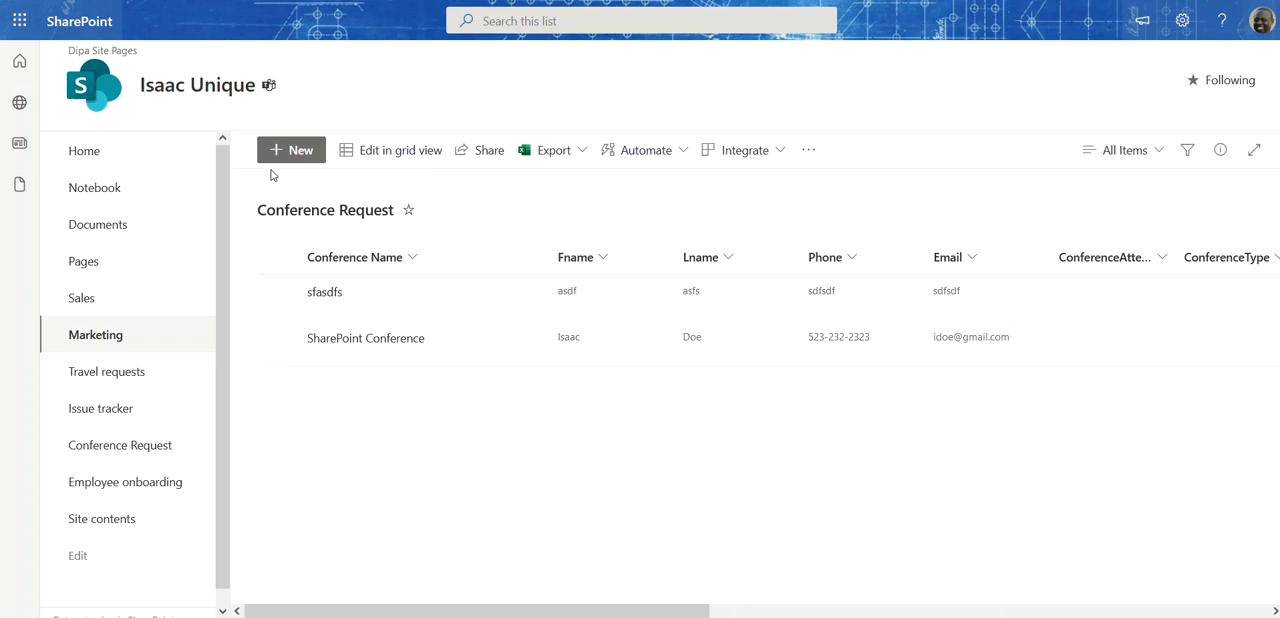 SharePoint
Search this list
?
Dipa Site Pages
S
Isaac Unique
Following
Home
Notebook
Documents
Pages
Sales
Marketing
Travel requests
Issue tracker
Conference Request
Employee onboarding
Site contents
Edit
+ New
Edit in grid view
Share
Export
Automate
Integrate
...
All Items
Conference Request
Conference Name Fname Lname Phone Email ConferenceAtte... ConferenceType
sfasdfs asdf asfs sdfsdf sdfsdf
SharePoint Conference Isaac Doe 523-232-2323 idoe@gmail.com